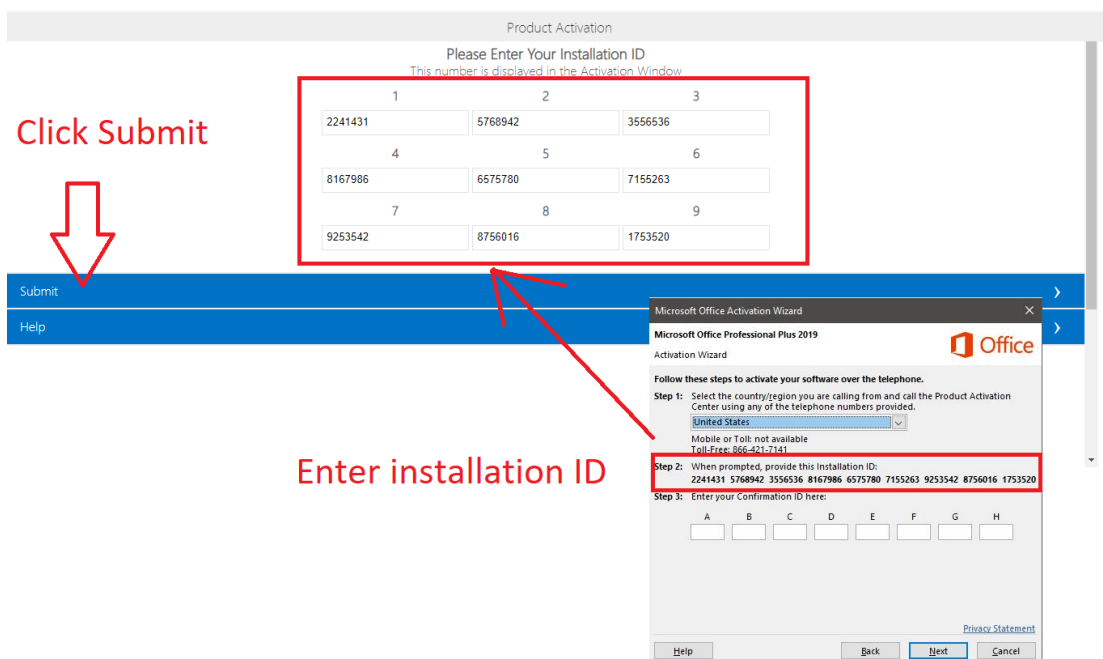 Product Activation
Please Enter Your Installation ID
This number is displayed in the Activation Window
1 2 3
2241431 5768942 3556536
4 5 6
8167986 6575780 7155263
7 8 9
9253542 8756016 1753520
Click Submit
Submit
Help
Enter installation ID
Microsoft Office Activation Wizard
Microsoft Office Professional Plus 2019
Office
Activation Wizard
Follow these steps to activate your software over the telephone.
Step 1: Select the country/region you are calling from and call the Product Activation
Center using any of the telephone numbers provided.
United States
Mobile or Toll: not available
Toll-Free: 866-421-7141
Step 2: When prompted, provide this Installation ID:
2241431 5768942 3556536 8167986 6575780 7155263 9253542 8756016 1753520
Step 3: Enter your Confirmation ID here:
A B C D E F G H
Privacy Statement
Help Back Next Cancel